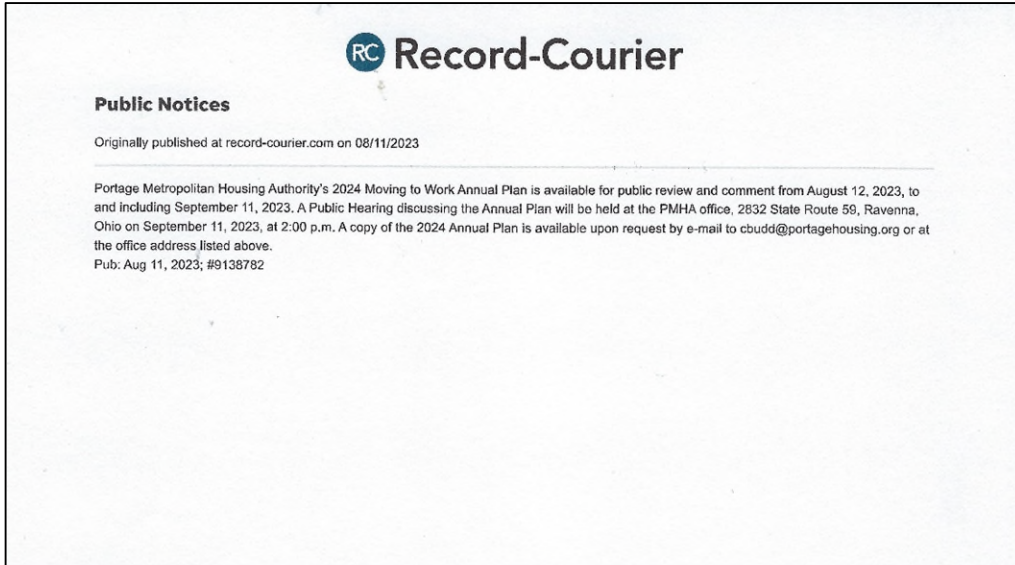 RC Record-Courier
Public Notices
Originally published at record-courier.com on 08/11/2023
Portage Metropolitan Housing Authority's 2024 Moving to Work Annual Plan is available for public review and comment from August 12, 2023, to
and including September 11, 2023. A Public Hearing discussing the Annual Plan will be held at the PMHA office, 2832 State Route 59, Ravenna,
Ohio on September 11, 2023, at 2:00 p.m. A copy of the 2024 Annual Plan is available upon request by e-mail to cbudd@portagehousing.org or at
the office address listed above.
Pub: Aug 11, 2023; #9138782